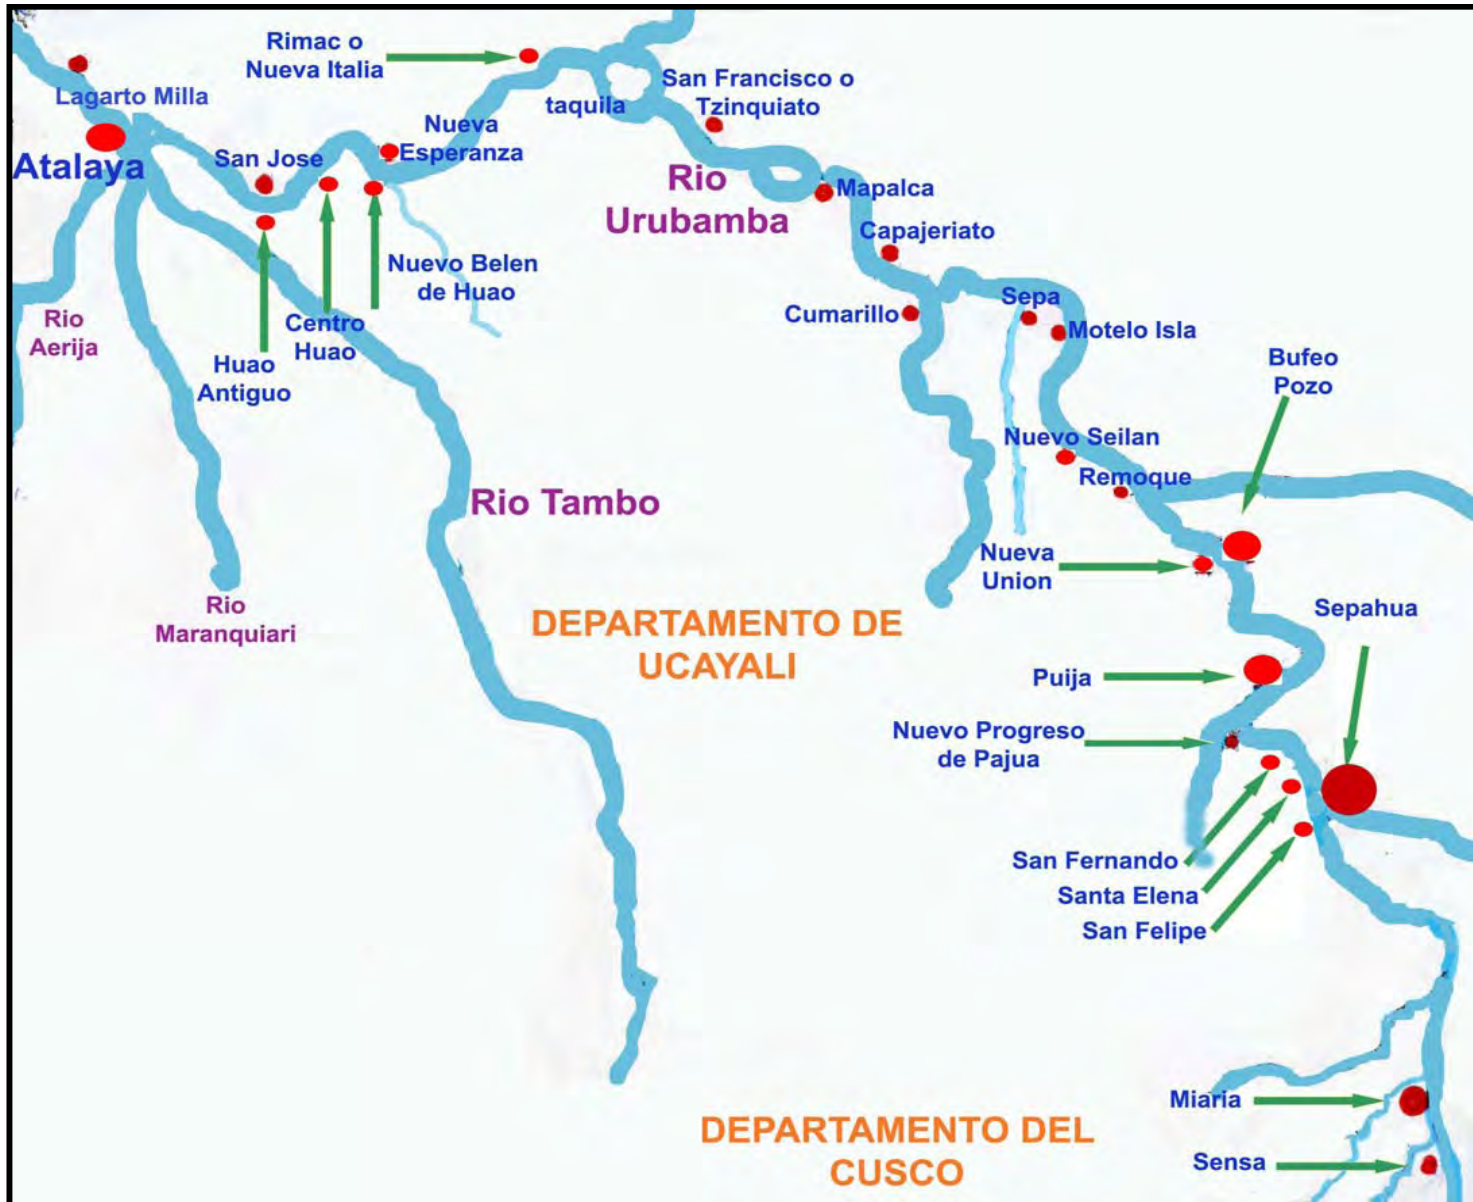 Rimac o
Nueva Italia
San Francisco o
Tzinquiato
Lagarto Milla
taquila
Nueva
Esperanza
Atalaya
San Jose
Rio
Urubamba
Mapalca
Capajeriato
Nuevo Belen
de Huao
Sepa
Cumarillo
Motelo Isla
Rio
Aerija
Centro
Huao
Huao
Antiguo
Bufeo
Pozo
Nuevo Seilan
Remoque
Rio Tambo
Nueva
Union
Rio
Maranquiari
DEPARTAMENTO DE
UCAYALI
Sepahua
Puija
Nuevo Progreso
de Pajua
San Fernando
Santa Elena
San Felipe
Miaria
DEPARTAMENTO DEL
CUSCO
Sensa